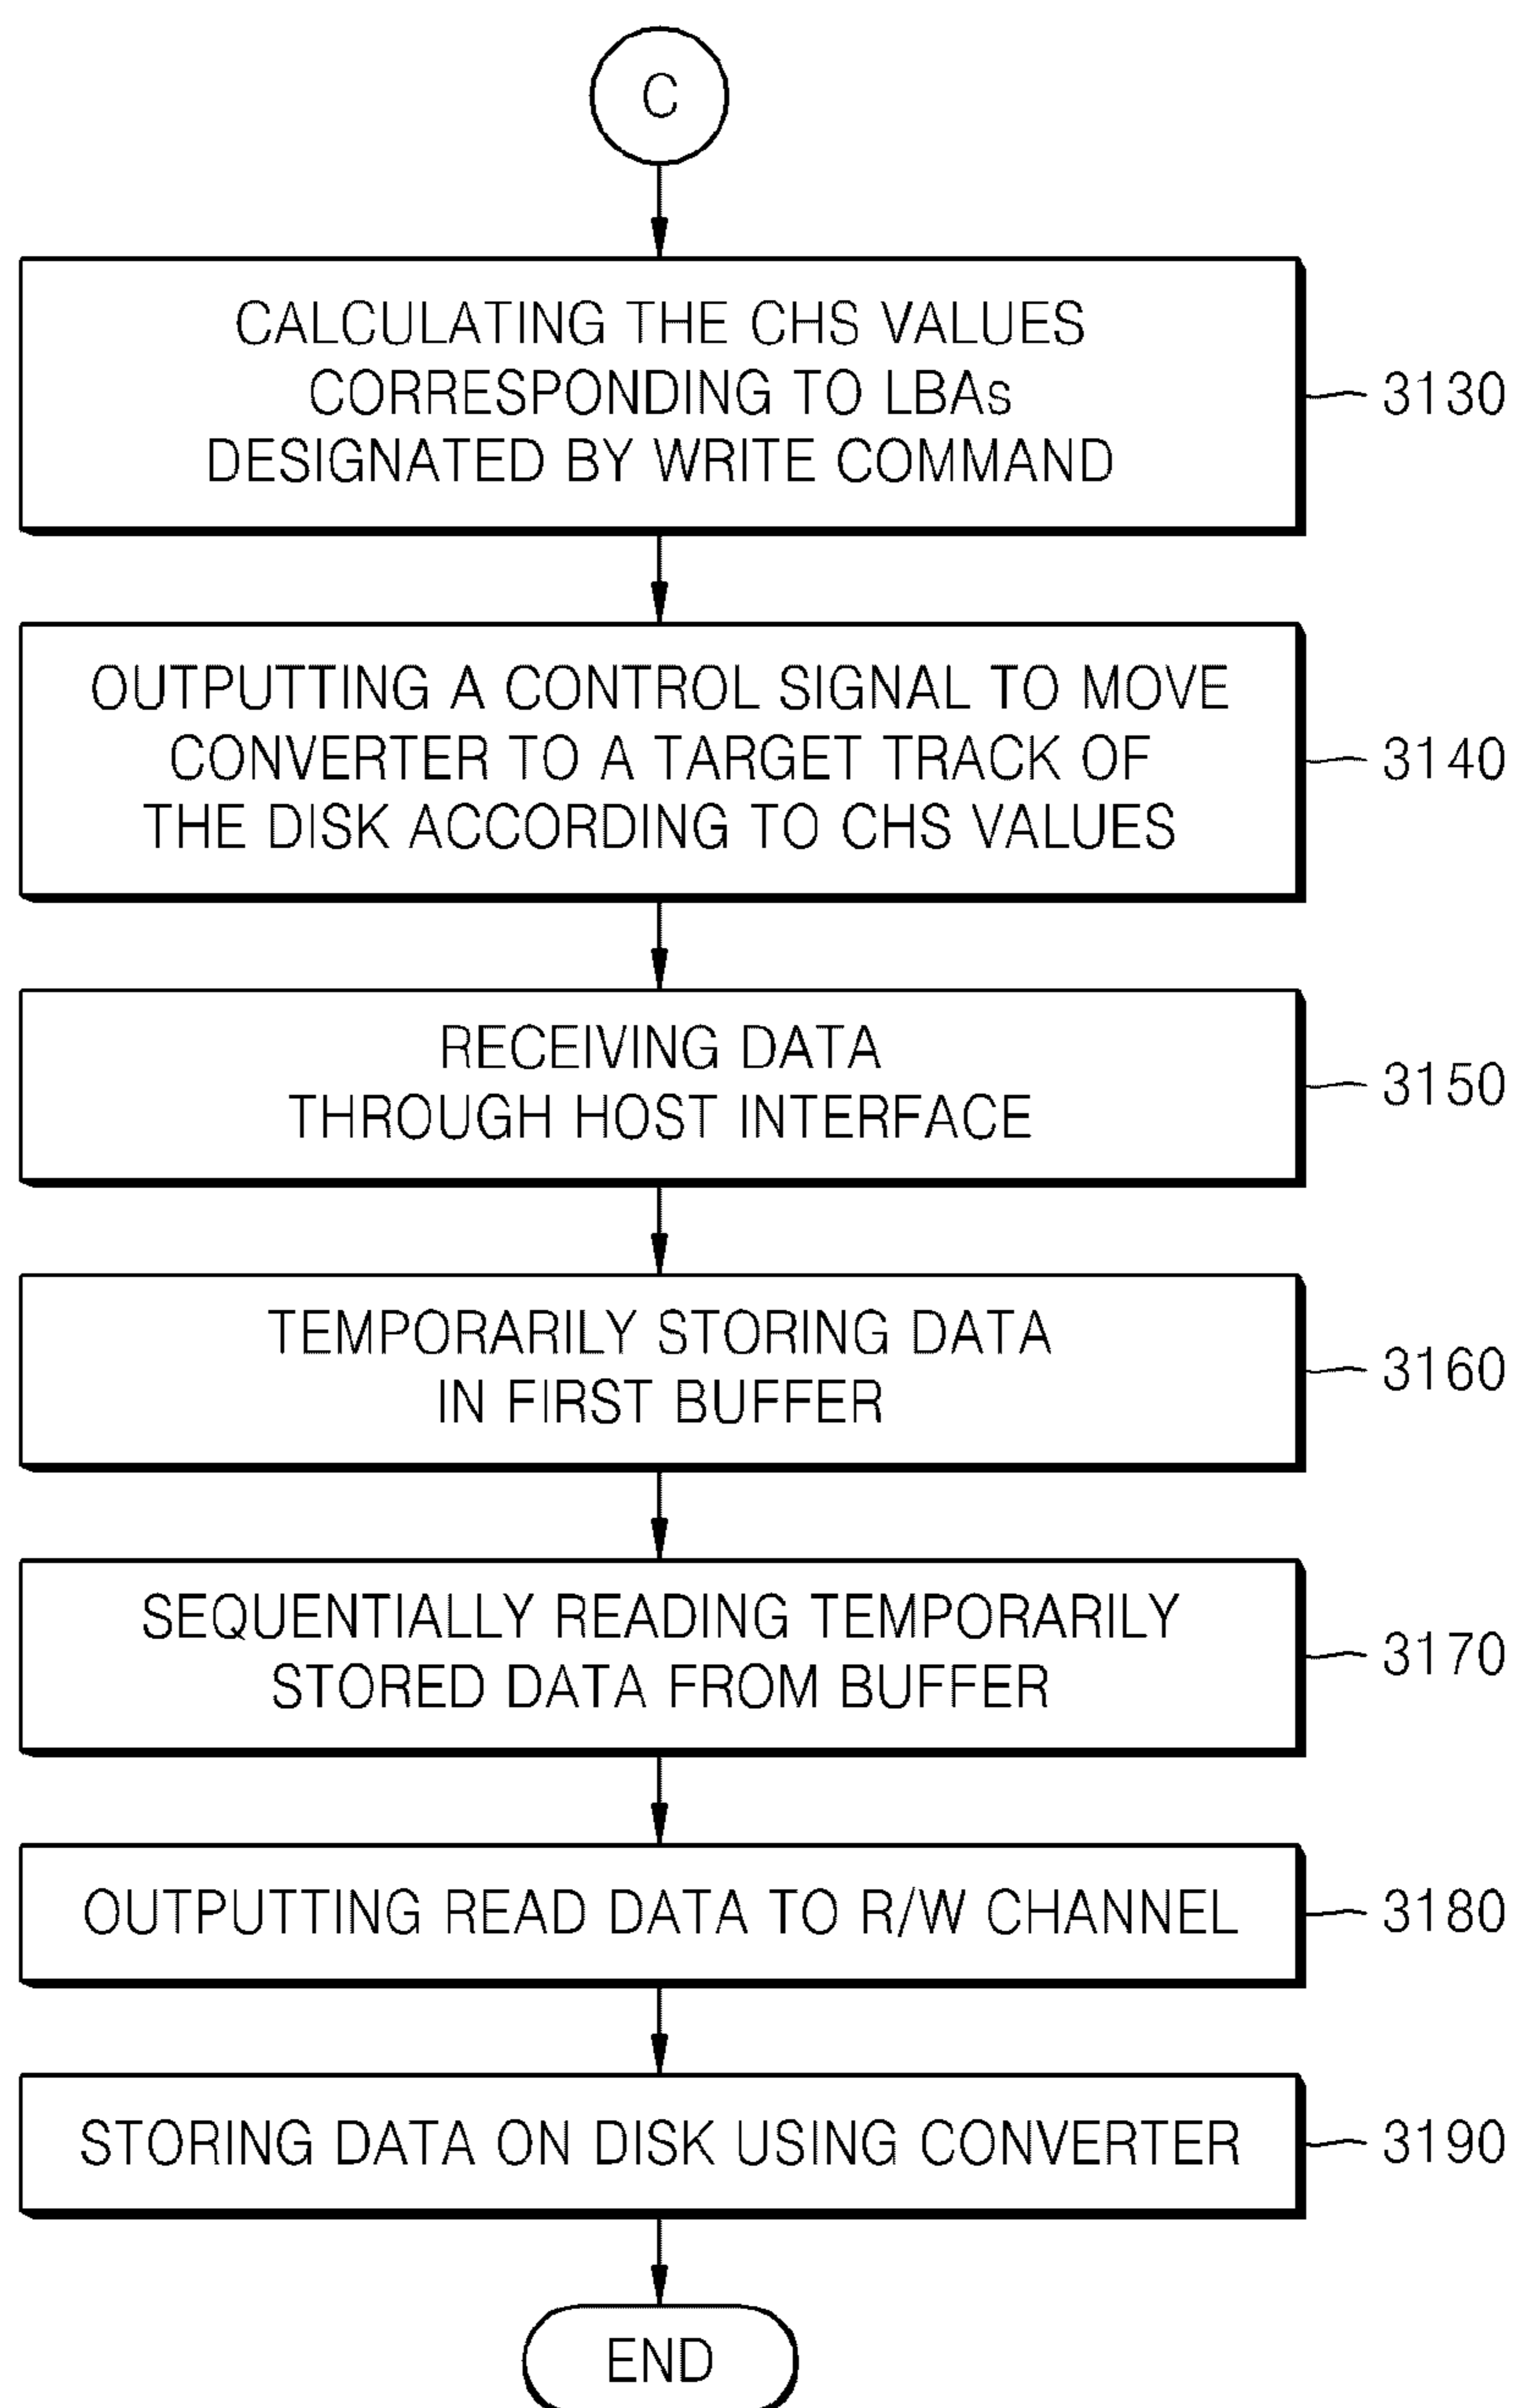 C
CALCULATING THE CHS VALUES
CORRESPONDING TO LBAs
DESIGNATED BY WRITE COMMAND
3130
OUTPUTTING A CONTROL SIGNAL TO MOVE
CONVERTER TO A TARGET TRACK OF
THE DISK ACCORDING TO CHS VALUES
3140
RECEIVING DATA
THROUGH HOST INTERFACE
3150
TEMPORARILY STORING DATA
IN FIRST BUFFER
3160
SEQUENTIALLY READING TEMPORARILY
STORED DATA FROM BUFFER
3170
OUTPUTTING READ DATA TO R/W CHANNEL
3180
STORING DATA ON DISK USING CONVERTER
3190
END